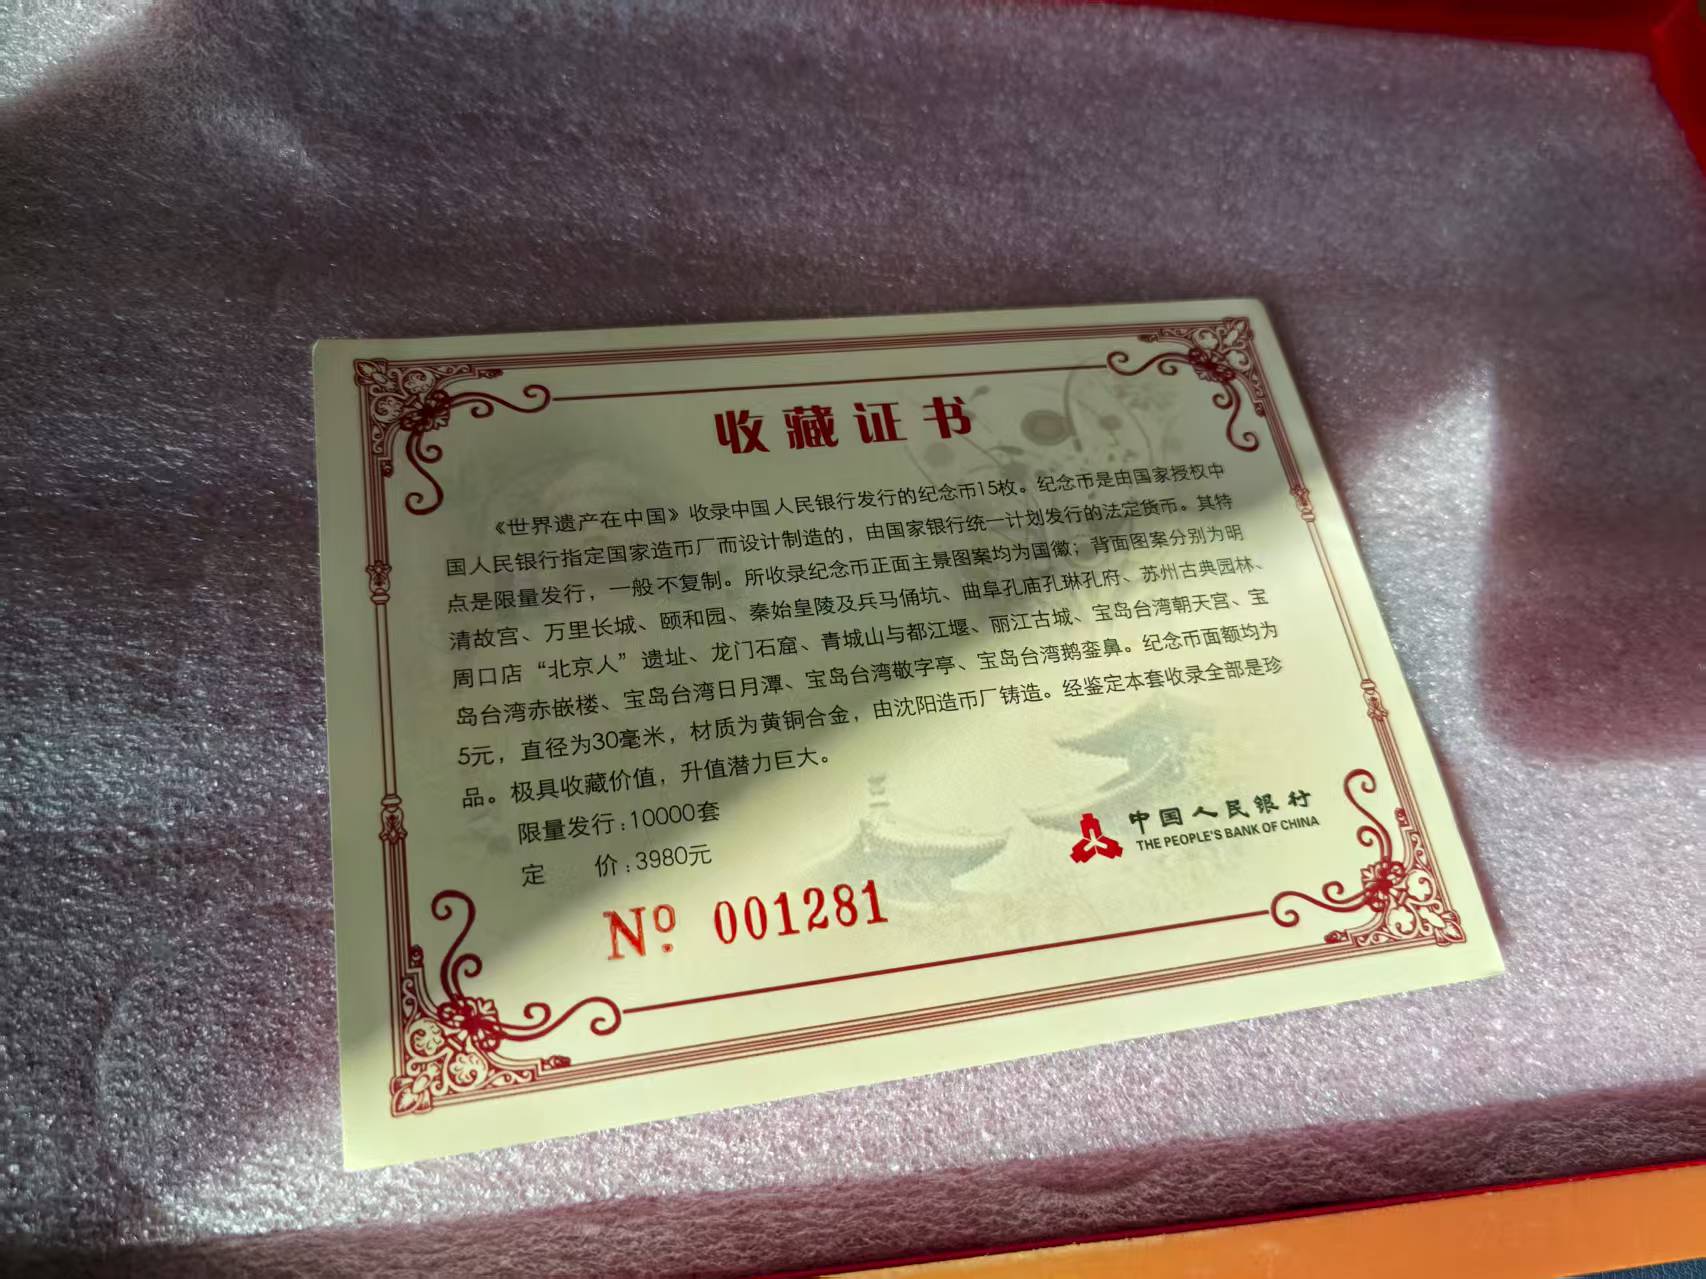 收藏证书
《世界遗产在中国》收录中国人民银行发行的纪念币15枚。纪念币是由国家授权中
国人民银行指定国家造币厂而设计制造的，由国家银行统一计划发行的法定货币。其特
点是限量发行，一般不复制。所收录纪念币正面主景图案均为国徽；背面图案分别为明
清故宫、万里长城、颐和园、秦始皇陵及兵马俑坑、曲阜孔庙孔琳孔府、苏州古典园林、
周口店“北京人”遗址、龙门石窟、青城山与都江堰、丽江古城、宝岛台湾朝天宫、宝
岛台湾赤嵌楼、宝岛台湾日月潭、宝岛台湾敬字亭、宝岛台湾鹅銮鼻。纪念币面额均为
5元，直径为30毫米，材质为黄铜合金，由沈阳造币厂铸造。经鉴定本套收录全部是珍
品。极具收藏价值，升值潜力巨大。
限量发行：10000套
定　　价：3980元
中国人民银行
THE PEOPLE'S BANK OF CHINA
Nº 001281